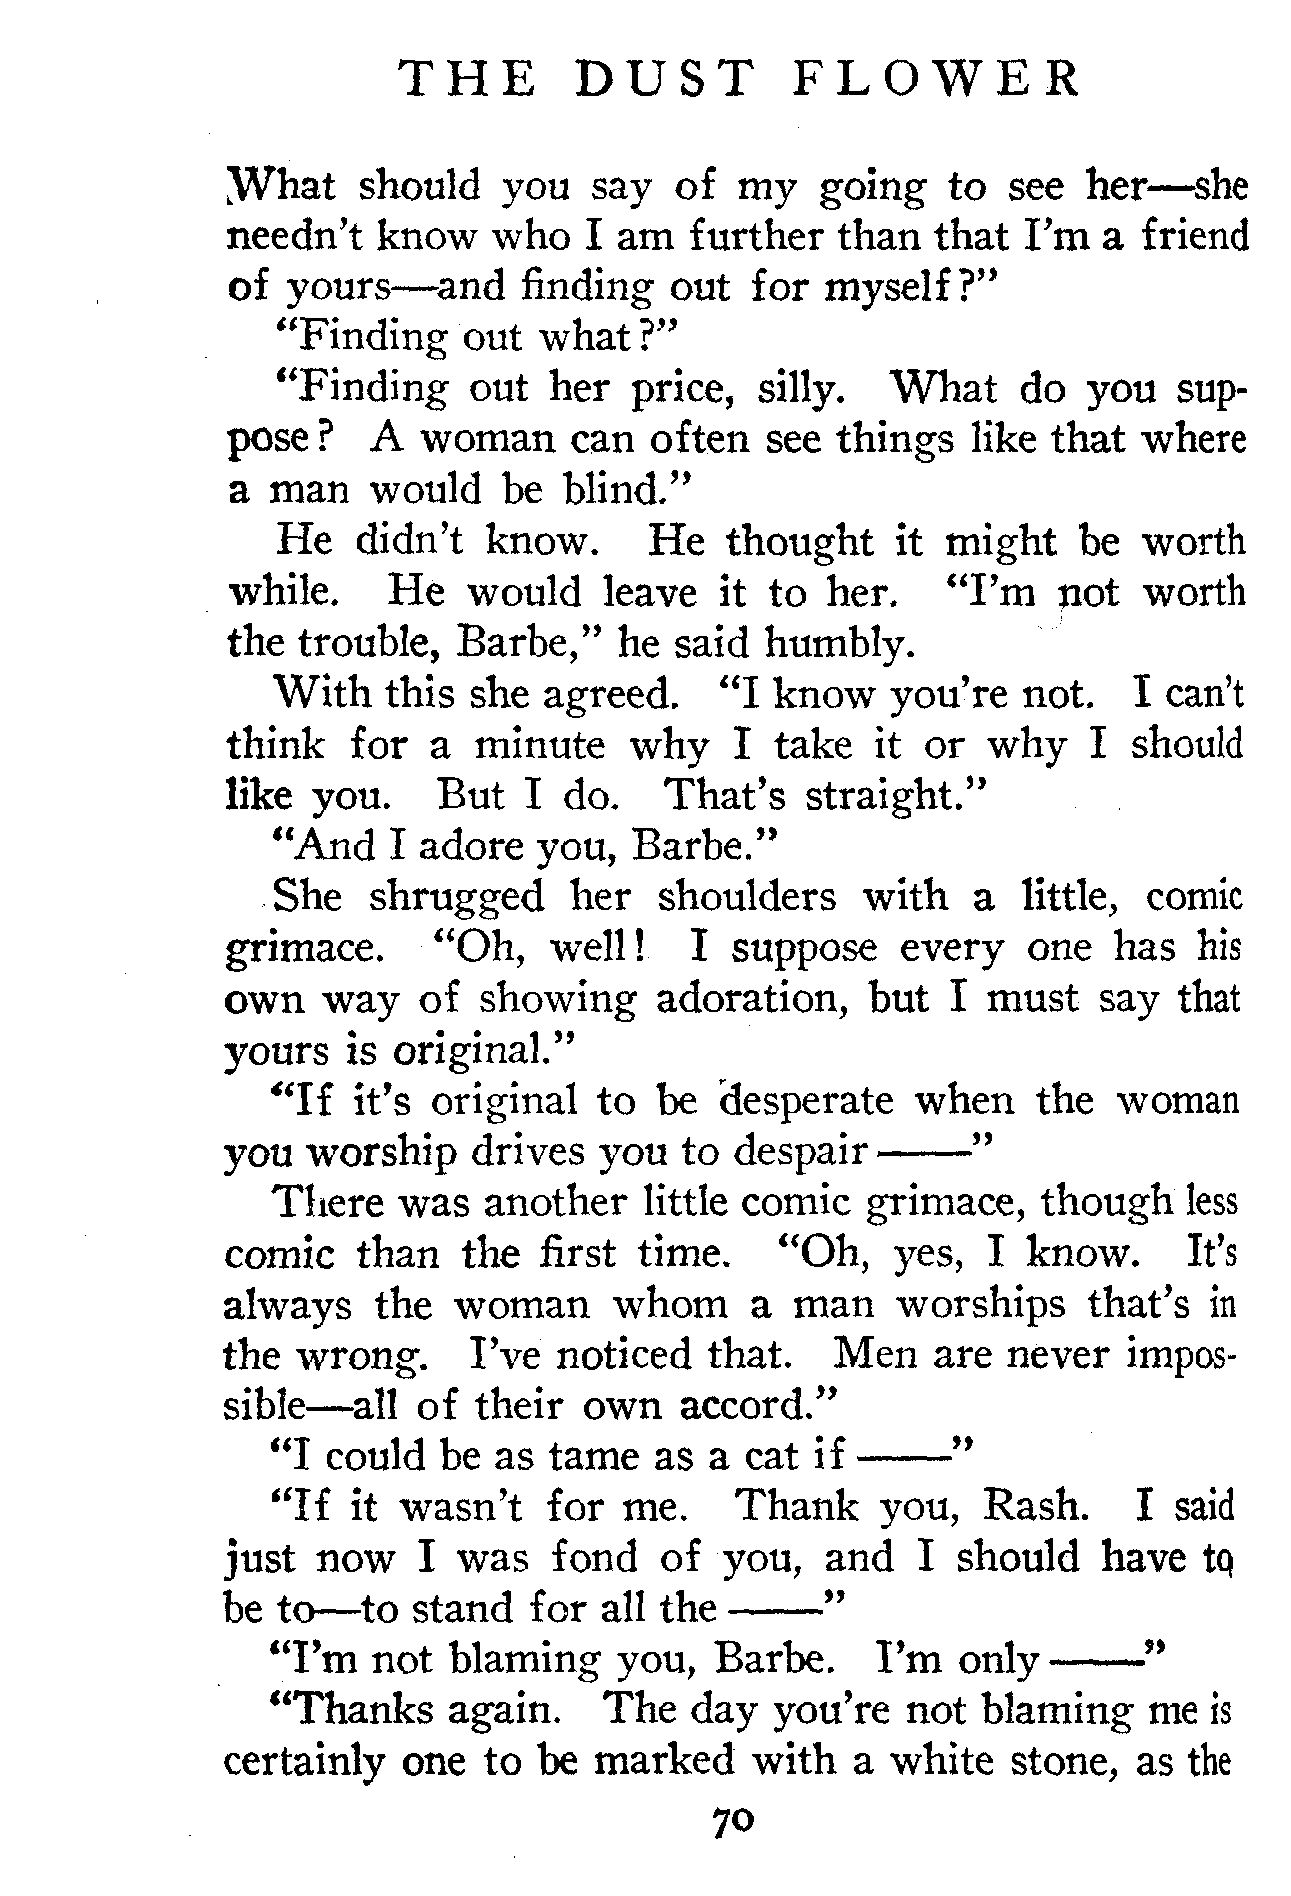 THE DUST FLOWER
What should you say of my going to see her—she
needn't know who I am further than that I'm a friend
of yours—and finding out for myself?"
"Finding out what?"
"Finding out her price, silly. What do you sup-
pose? A woman can often see things like that where
a man would be blind."
He didn't know. He thought it might be worth
while. He would leave it to her. "I'm not worth
the trouble, Barbe," he said humbly.
With this she agreed. "I know you're not. I can't
think for a minute why I take it or why I should
like you. But I do. That's straight."
"And I adore you, Barbe."
She shrugged her shoulders with a little, comic
grimace. "Oh, well! I suppose every one has his
own way of showing adoration, but I must say that
yours is original."
"If it's original to be desperate when the woman
you worship drives you to despair——"
There was another little comic grimace, though less
comic than the first time. "Oh, yes, I know. It's
always the woman whom a man worships that's in
the wrong. I've noticed that. Men are never impos-
sible—all of their own accord."
"I could be as tame as a cat if——"
"If it wasn't for me. Thank you, Rash. I said
just now I was fond of you, and I should have to
be to—to stand for all the——"
"I'm not blaming you, Barbe. I'm only——"
"Thanks again. The day you're not blaming me is
certainly one to be marked with a white stone, as the
70